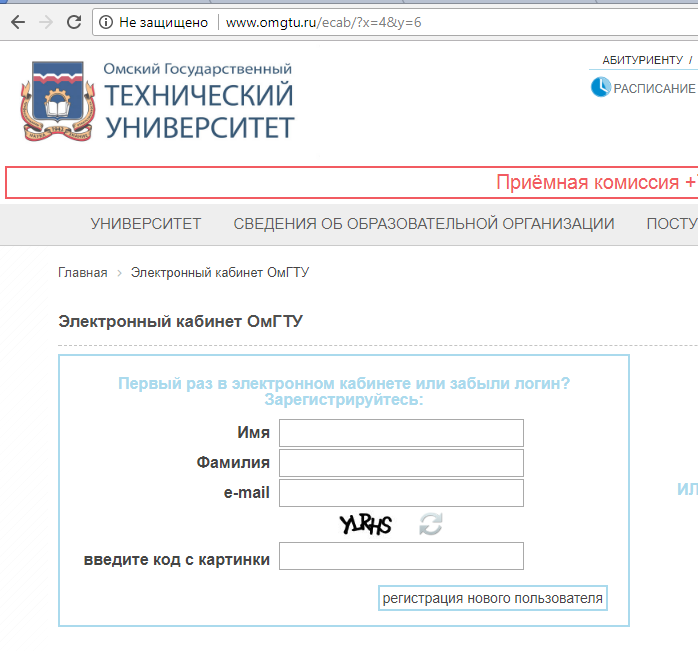 Не защищено
www.omgtu.ru/ecab/?x=4&y=6
Омский Государственный
ТЕХНИЧЕСКИЙ
УНИВЕРСИТЕТ
АБИТУРИЕНТУ /
РАСПИСАНИЕ
Приёмная комиссия +7
УНИВЕРСИТЕТ СВЕДЕНИЯ ОБ ОБРАЗОВАТЕЛЬНОЙ ОРГАНИЗАЦИИ ПОСТУ
Главная › Электронный кабинет ОмГТУ
Электронный кабинет ОмГТУ
Первый раз в электронном кабинете или забыли логин?
Зарегистрируйтесь:
Имя
Фамилия
e-mail
YLRHS
ИЛ
введите код с картинки
регистрация нового пользователя